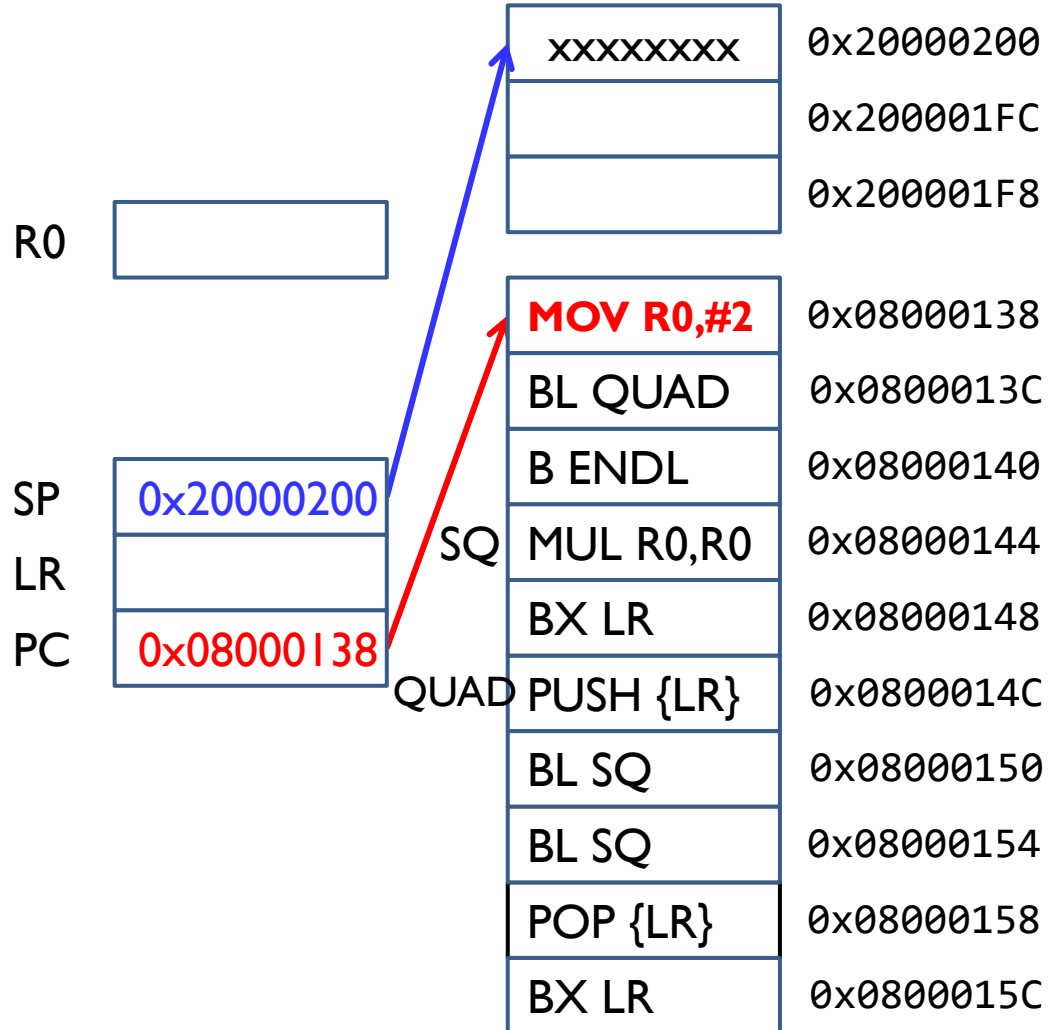 xxxxxxxx 0x20000200
0x200001FC
0x200001F8
R0
MOV R0,#2 0x08000138
BL QUAD 0x0800013C
B ENDL 0x08000140
SP 0x20000200
SQ MUL R0,R0 0x08000144
LR
BX LR 0x08000148
PC 0x08000138
QUAD PUSH {LR} 0x0800014C
BL SQ 0x08000150
BL SQ 0x08000154
POP {LR} 0x08000158
BX LR 0x0800015C